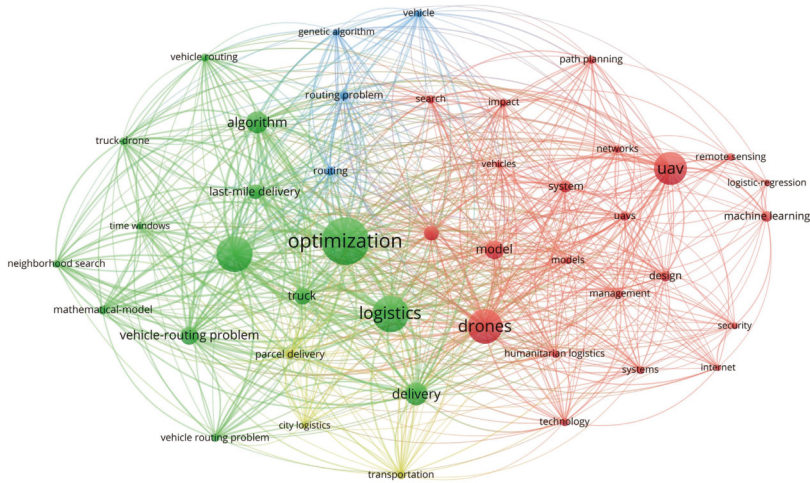 vehicle
genetic algorithm
vehicle routing
path planning
routing problem
search
impact
algorithm
truck-drone
networks
remote sensing
vehicles
uav
routing
logistic-regression
system
last-mile delivery
uavs
machine learning
time windows
optimization
model
neighborhood search
models
design
truck
management
mathematical-model
logistics
drones
security
vehicle-routing problem
parcel delivery
humanitarian logistics
internet
systems
delivery
technology
city logistics
vehicle routing problem
transportation